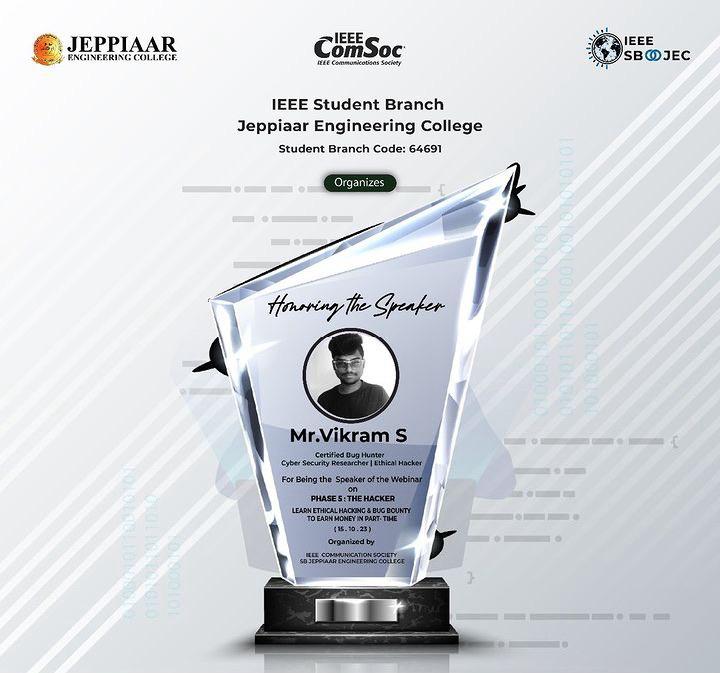 JEPPIAAR
ENGINEERING COLLEGE
IEEE
ComSoc
IEEE Communications Society
IEEE
SB JEC
IEEE Student Branch
Jeppiaar Engineering College
Student Branch Code: 64691
Organizes
Honoring the Speaker
Mr.Vikram S
Certified Bug Hunter
Cyber Security Researcher | Ethical Hacker
For Being the Speaker of the Webinar
on
PHASE 5 : THE HACKER
LEARN ETHICAL HACKING & BUG BOUNTY
TO EARN MONEY IN PART- TIME
( 15 . 10 . 23 )
Organized by
IEEE COMMUNICATION SOCIETY
SB JEPPIAAR ENGINEERING COLLEGE